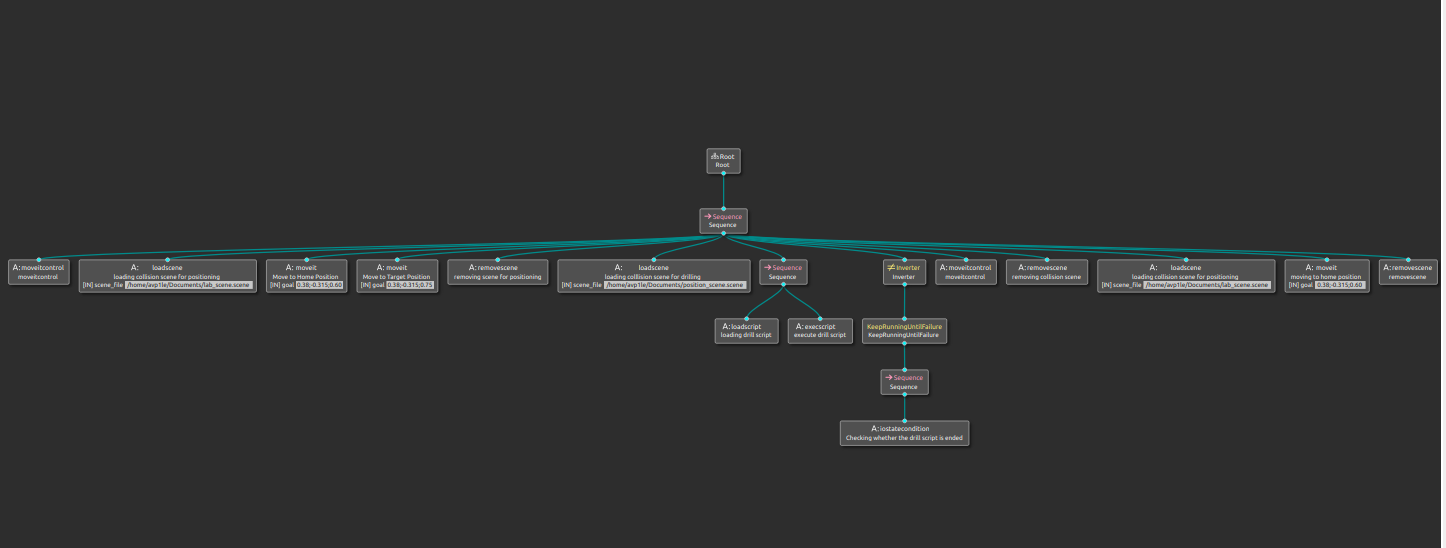 Root
Root
Sequence
Sequence
A: moveitcontrol
moveitcontrol
A: loadscene
loading collision scene for positioning
[IN] scene_file /home/avp1le/Documents/lab_scene.scene
A: moveit
Move to Home Position
[IN] goal 0.38;-0.315;0.60
A: moveit
Move to Target Position
[IN] goal 0.38;-0.315;0.75
A: removescene
removing scene for positioning
A: loadscene
loading colllision scene for drilling
[IN] scene_file /home/avp1le/Documents/position_scene.scene
Sequence
Sequence
Inverter
Inverter
A: moveitcontrol
moveitcontrol
A: removescene
removing collision scene
A: loadscene
loading collision scene for positioning
[IN] scene_file /home/avp1le/Documents/lab_scene.scene
A: moveit
moving to home position
[IN] goal 0.38;-0.315;0.60
A: removescene
removescene
A: loadscript
loading drill script
A: execscript
execute drill script
KeepRunningUntilFailure
KeepRunningUntilFailure
Sequence
Sequence
A: iostatecondition
Checking whether the drill script is ended